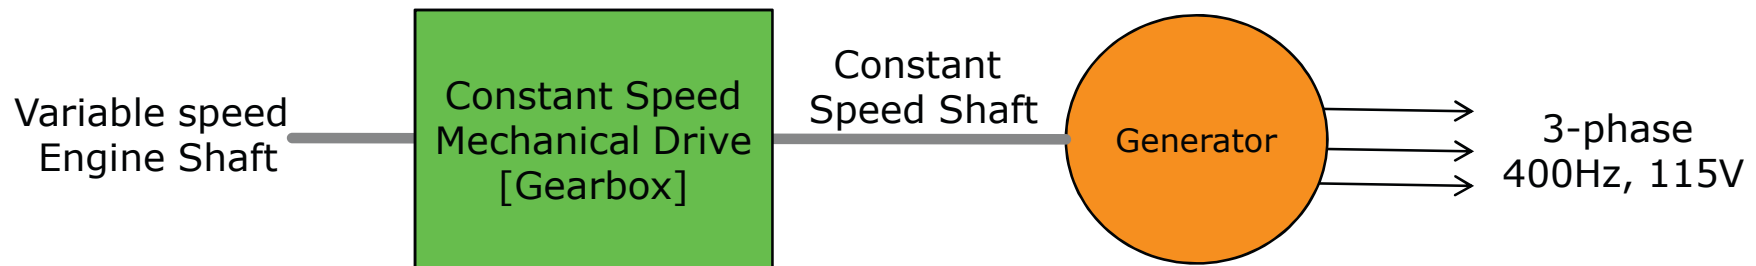 Variable speed
Engine Shaft
Constant Speed
Mechanical Drive
[Gearbox]
Constant
Speed Shaft
Generator
3-phase
400Hz, 115V